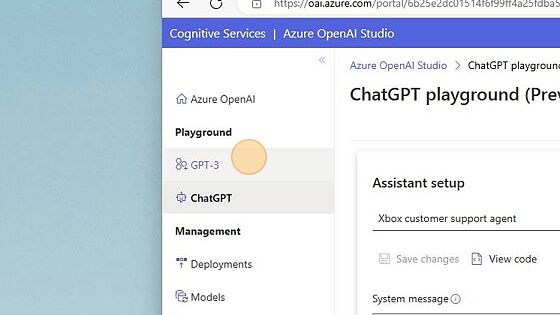 https://oai.azure.com/portal/6b25e2dc01514f6f99ff4a25fdba5
Cognitive Services | Azure OpenAI Studio
Azure OpenAI Studio > ChatGPT playground
ChatGPT playground (Prev
Azure OpenAI
Playground
GPT-3
ChatGPT
Management
Deployments
Models
Assistant setup
Xbox customer support agent
Save changes
View code
System message